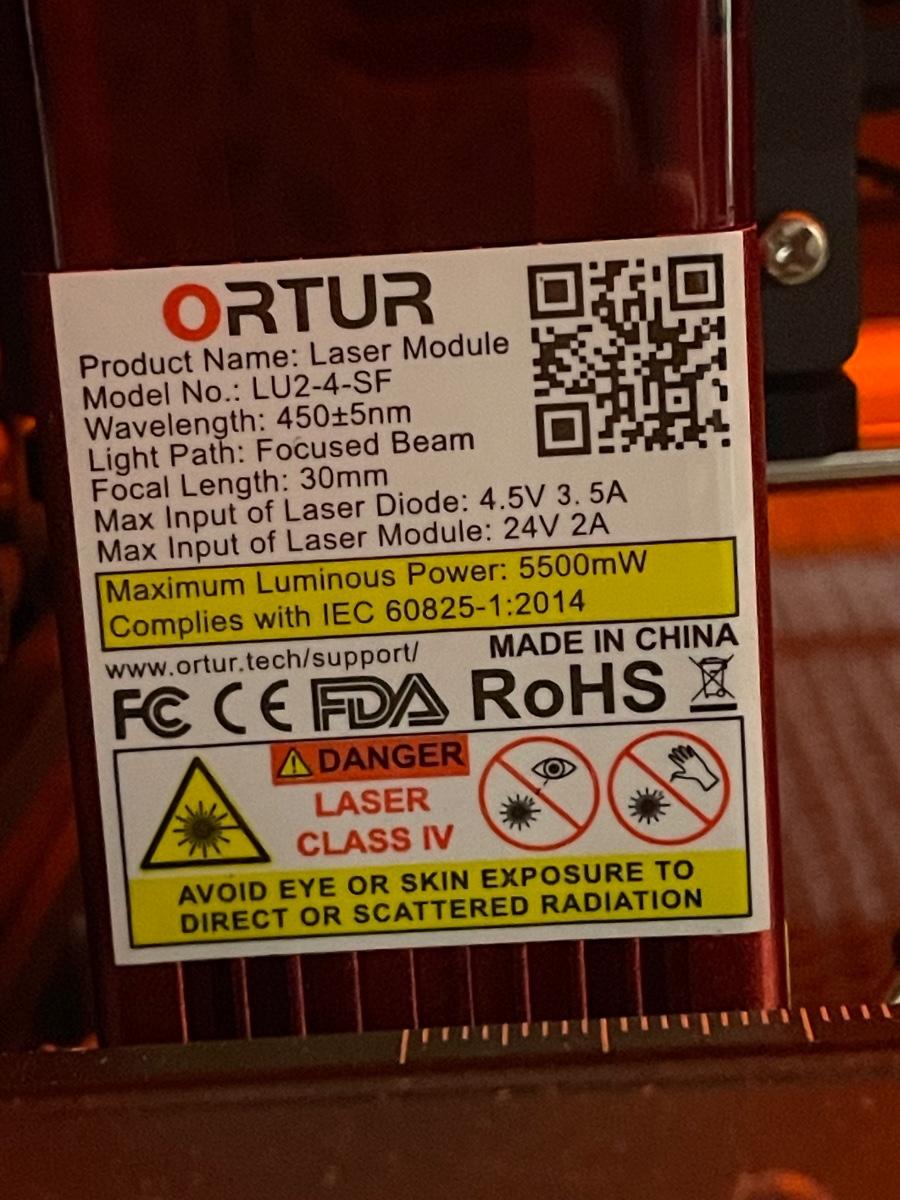 ORTUR
Product Name: Laser Module
Model No.: LU2-4-SF
Wavelength: 450±5nm
Light Path: Focused Beam
Focal Length: 30mm
Max Input of Laser Diode: 4.5V 3. 5A
Max Input of Laser Module: 24V 2A
Maximum Luminous Power: 5500mW
Complies with IEC 60825-1:2014
www.ortur.tech/support/ MADE IN CHINA
FC CE FDA RoHS
DANGER
LASER
CLASS IV
AVOID EYE OR SKIN EXPOSURE TO
DIRECT OR SCATTERED RADIATION